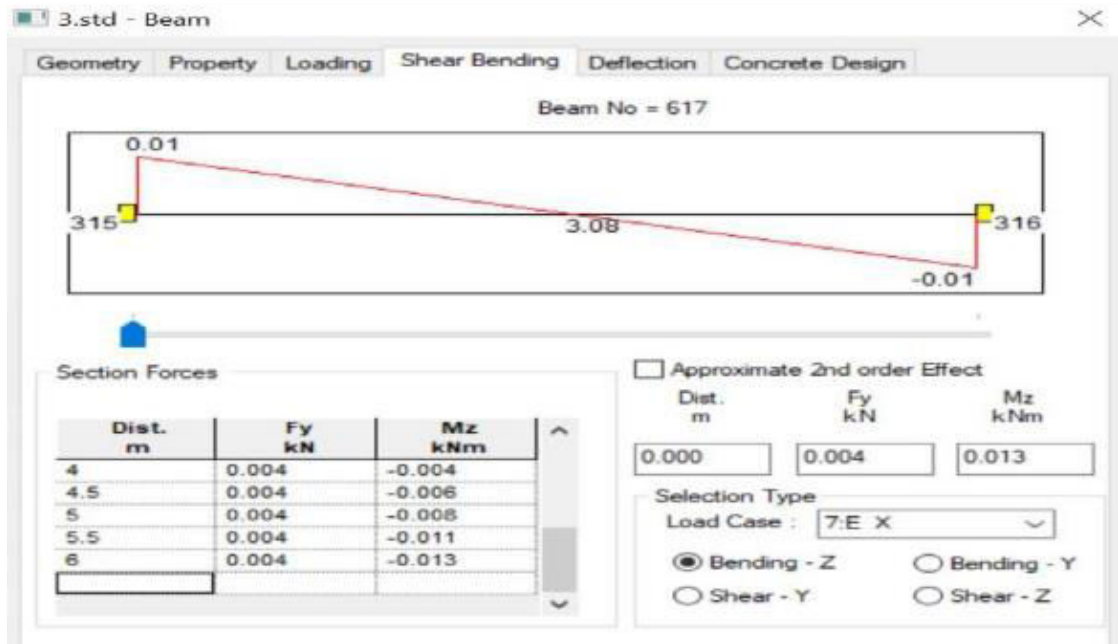 3.std - Beam
Geometry Property Loading Shear Bending Deflection Concrete Design
Beam No = 617
0.01
315
3.08
316
-0.01
Section Forces
Dist. m Fy kN Mz kNm
4 0.004 -0.004
4.5 0.004 -0.006
5 0.004 -0.008
5.5 0.004 -0.011
6 0.004 -0.013
Approximate 2nd order Effect
Dist. Fy Mz
m kN kNm
0.000 0.004 0.013
Selection Type
Load Case : 7:E X
Bending - Z Bending - Y
Shear - Y Shear - Z